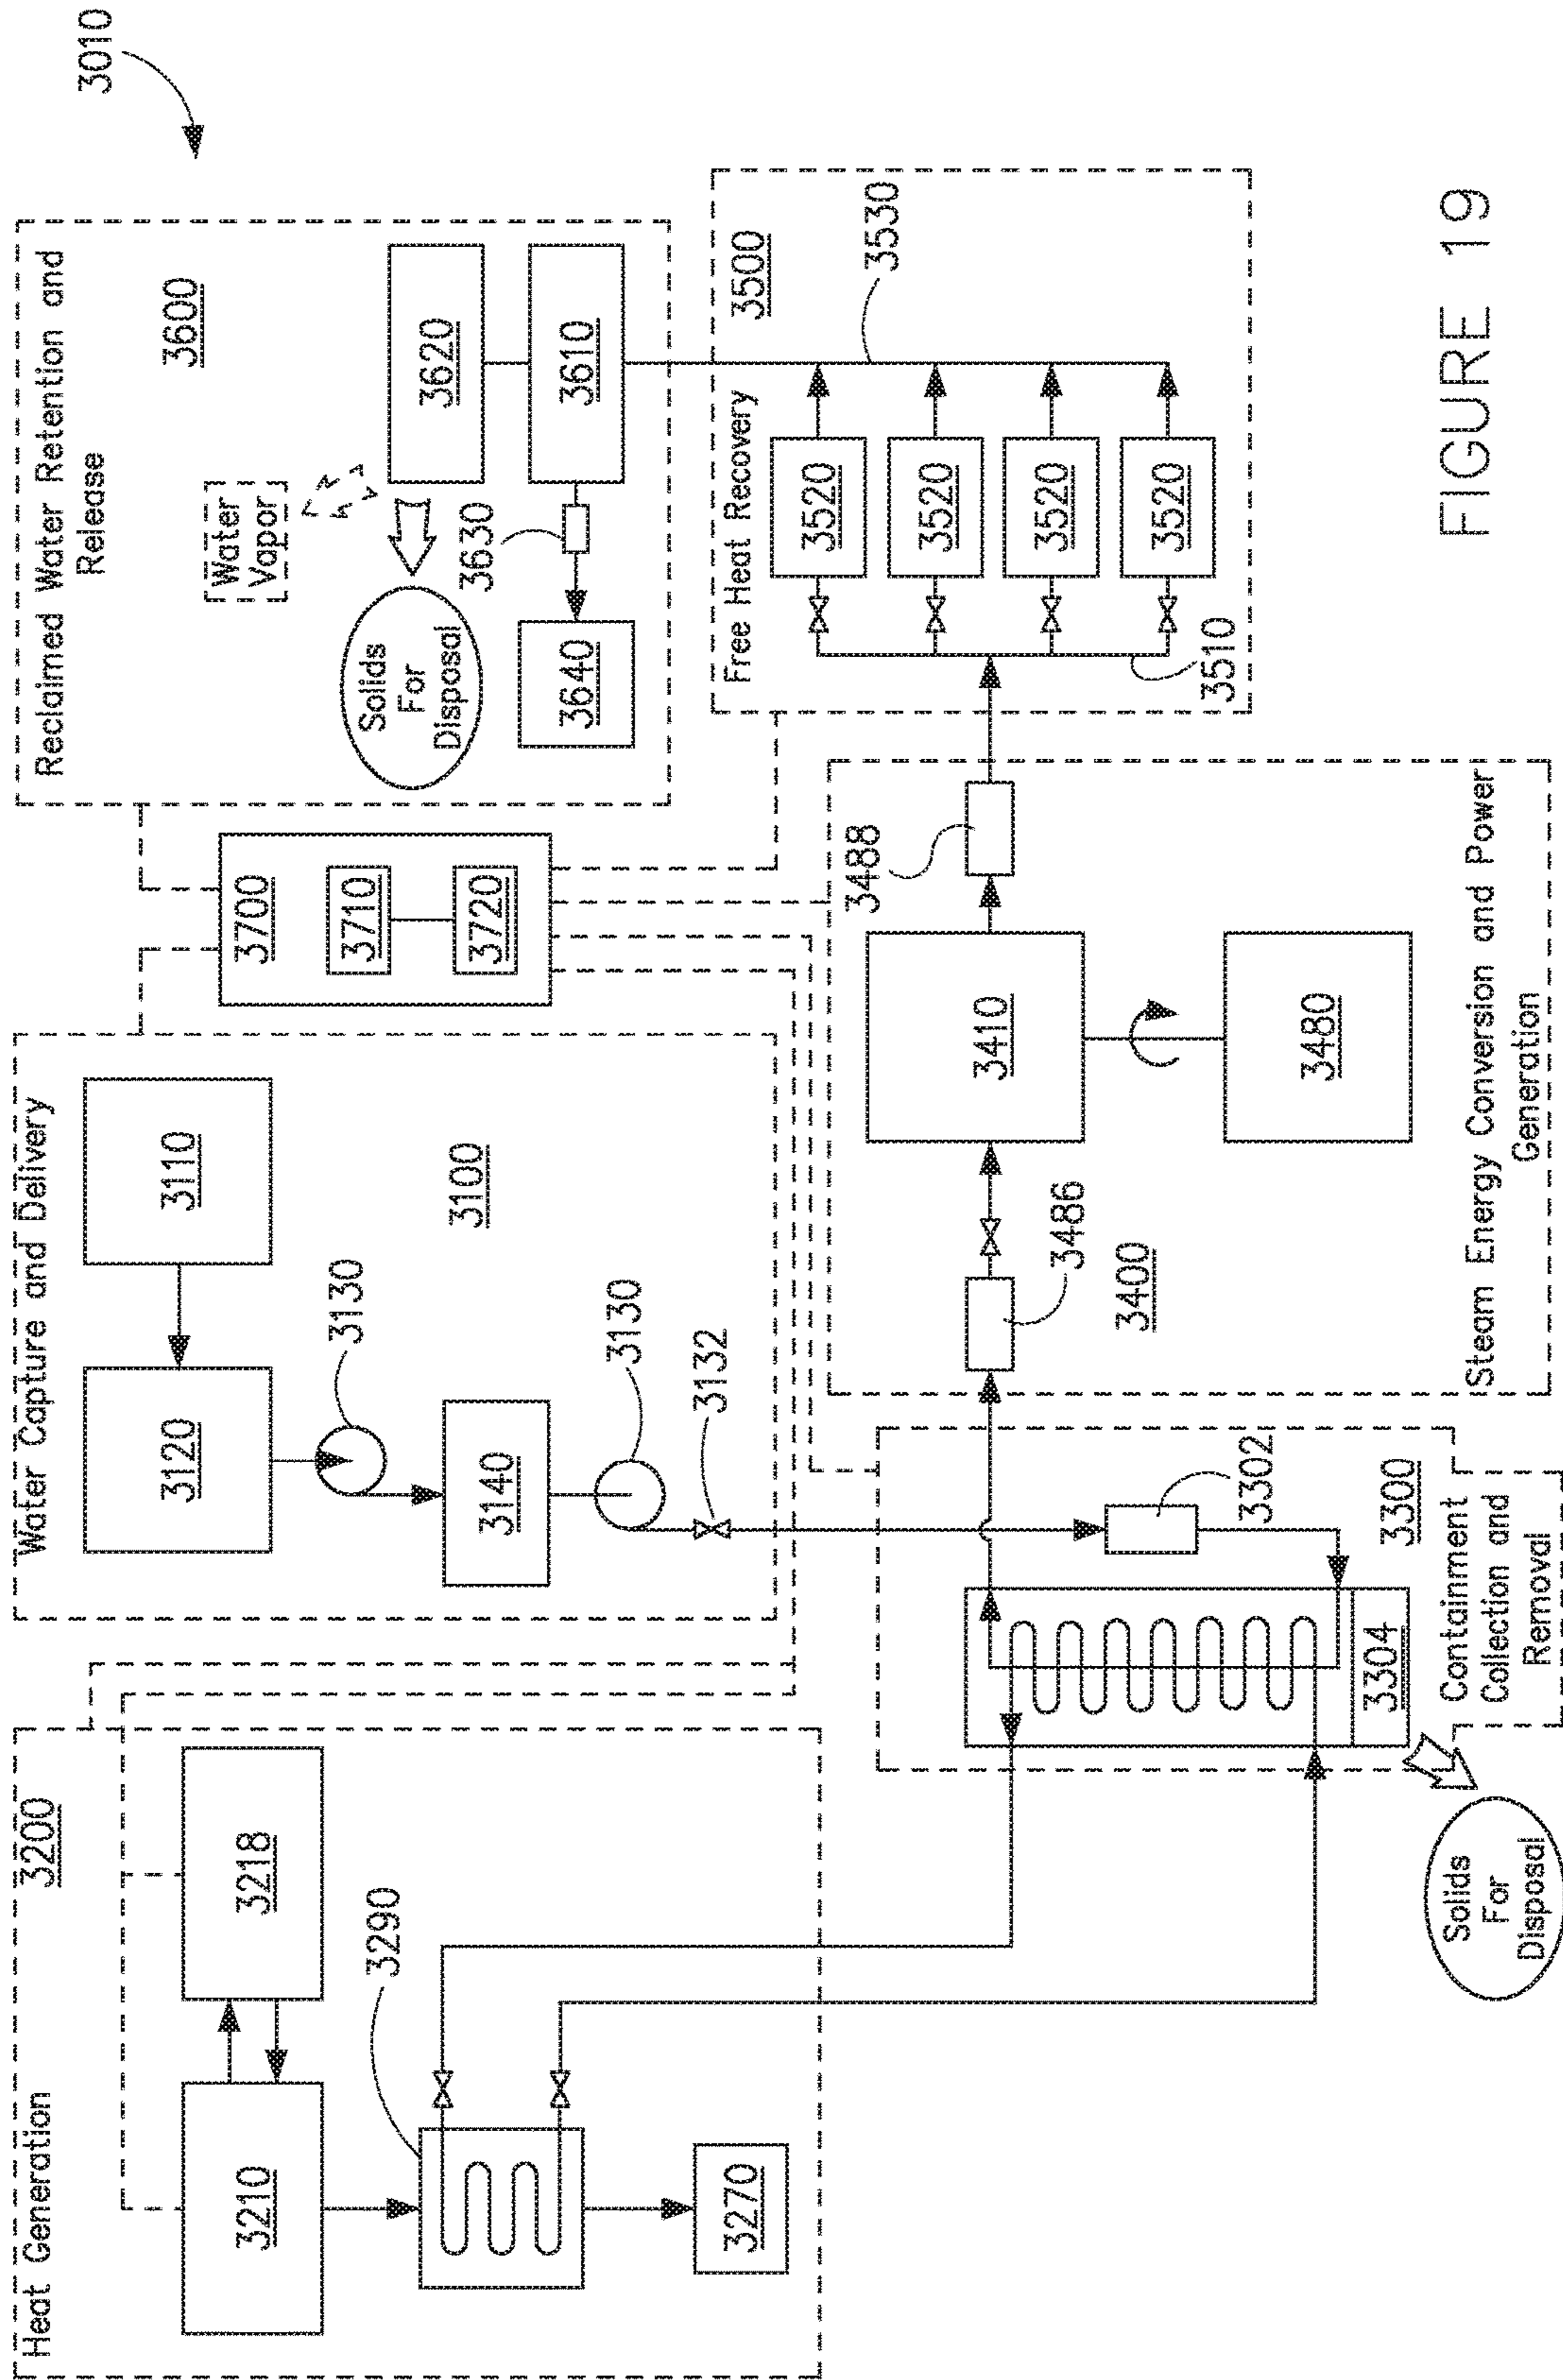 3010
Heat Generation
3200
3210
3218
3290
3270
Water Capture and Delivery
3110
3120
3130
3140
3130
3132
3100
3700
3710
3720
Reclaimed Water Retention and
Release
3600
Water
Vapor
3620
3610
3630
3640
Solids
For
Disposal
Free Heat Recovery
3500
3520
3520
3520
3520
3530
3510
3302
3300
3304
Containment
Collection and
Removal
Solids
For
Disposal
3486
3400
3410
3480
3488
Steam Energy Conversion and Power
Generation
FIGURE 19